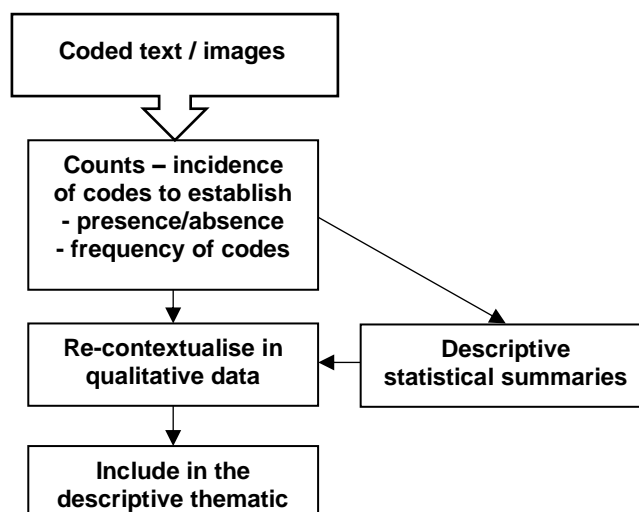 Coded text / images
Counts – incidence
of codes to establish
- presence/absence
- frequency of codes
Re-contextualise in
qualitative data
Descriptive
statistical summaries
Include in the
descriptive thematic